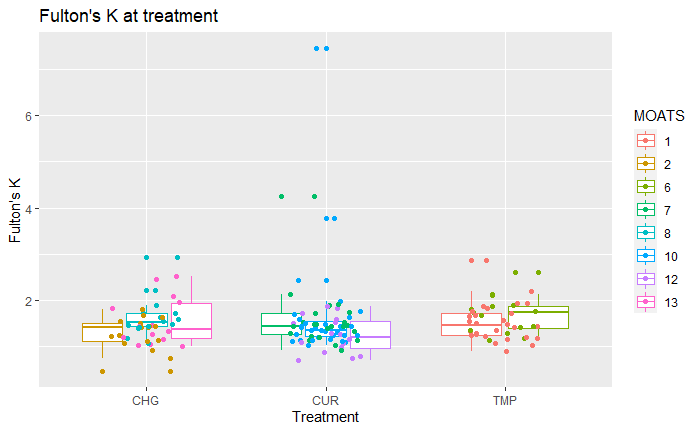 Fulton's K at treatment
Fulton's K
6
4
2
CHG
CUR
TMP
Treatment
MOATS
1
2
6
7
8
10
12
13